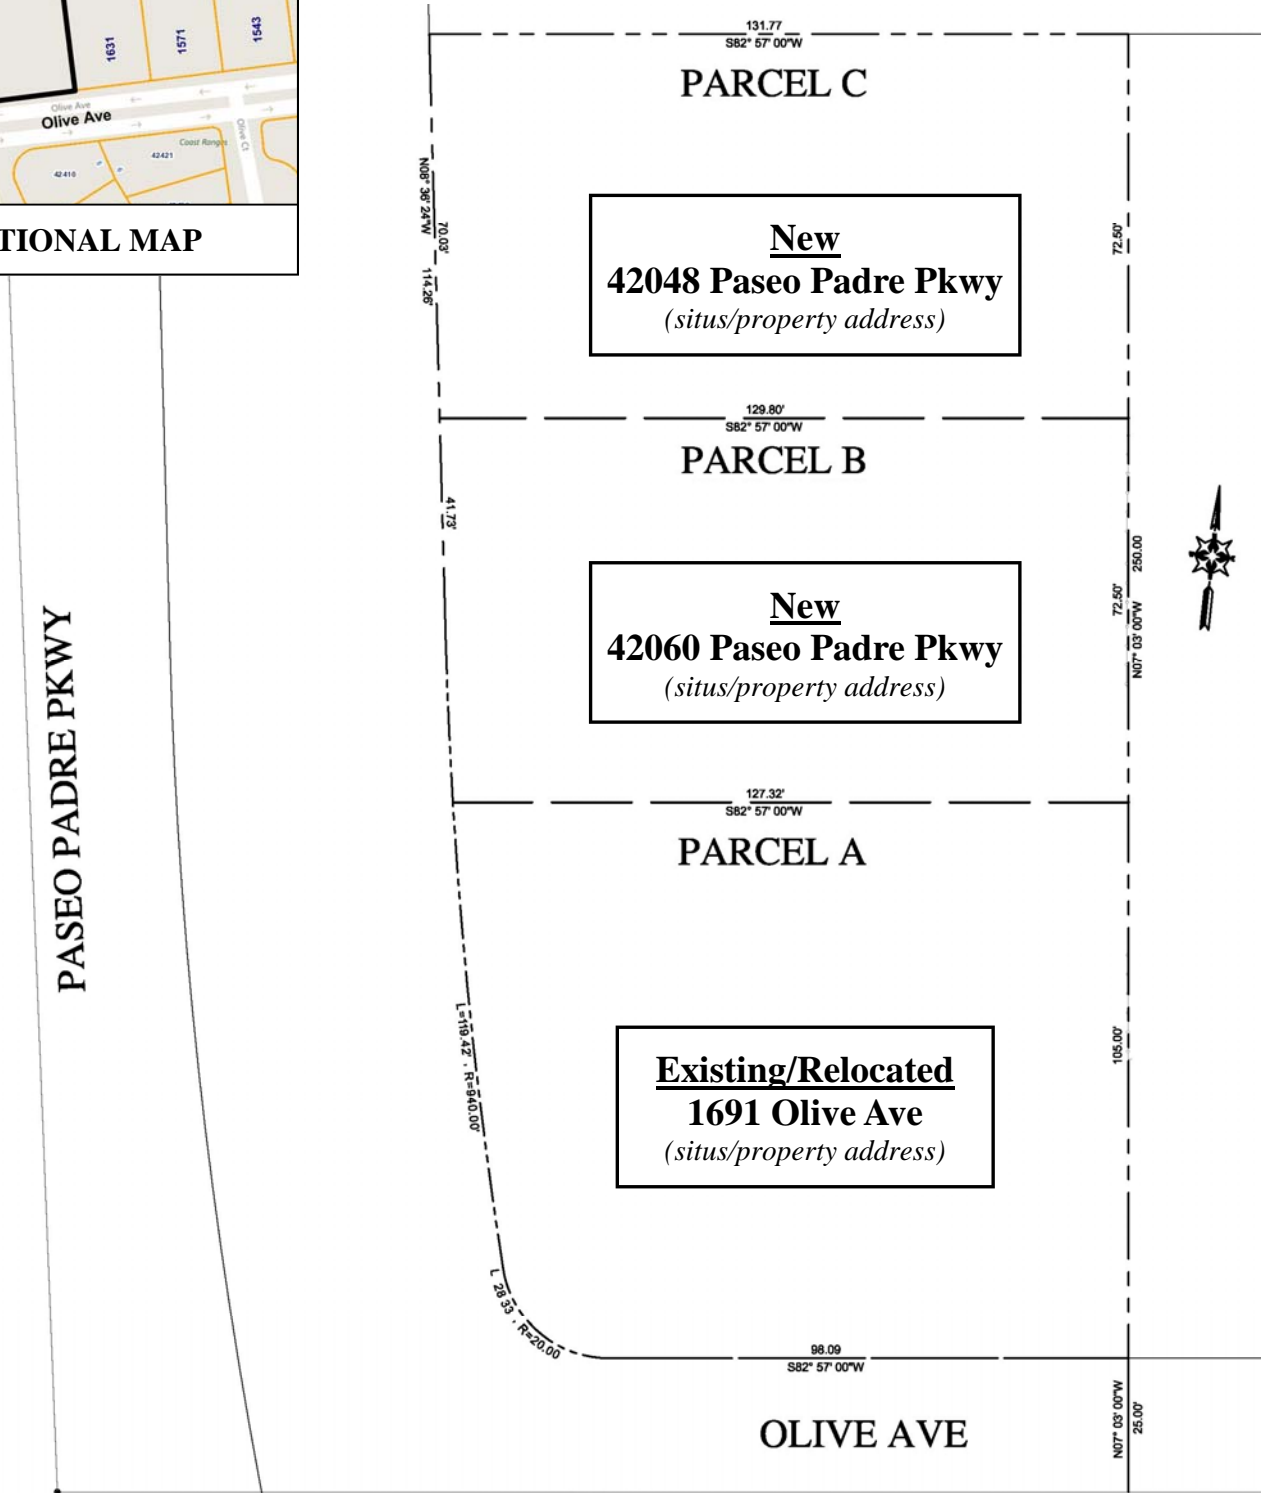 1631
1571
1543
Olive Ave
Olive Ave
Olive Ct
Coast Ranges
42410
42421
TIONAL MAP
131.77
S82° 57' 00"W
PARCEL C
N08° 36' 24"W
70.03'
114.26'
New
42048 Paseo Padre Pkwy
(situs/property address)
72.50'
129.80'
S82° 57' 00"W
PARCEL B
41.73'
New
42060 Paseo Padre Pkwy
(situs/property address)
72.50'
N07° 03' 00"W
250.00
PASEO PADRE PKWY
127.32'
S82° 57' 00"W
PARCEL A
L=119.42' , R=940.00'
Existing/Relocated
1691 Olive Ave
(situs/property address)
105.00'
L 28 33 , R=20.00
98.09
S82° 57' 00"W
OLIVE AVE
N07° 03' 00"W
25.00'